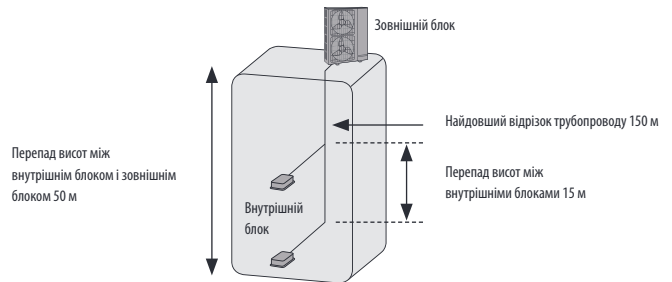 Зовнішній блок
Найдовший відрізок трубопроводу 150 м
Перепад висот між
внутрішнім блоком і зовнішнім
блоком 50 м
Перепад висот між
внутрішніми блоками 15 м
Внутрішній
блок